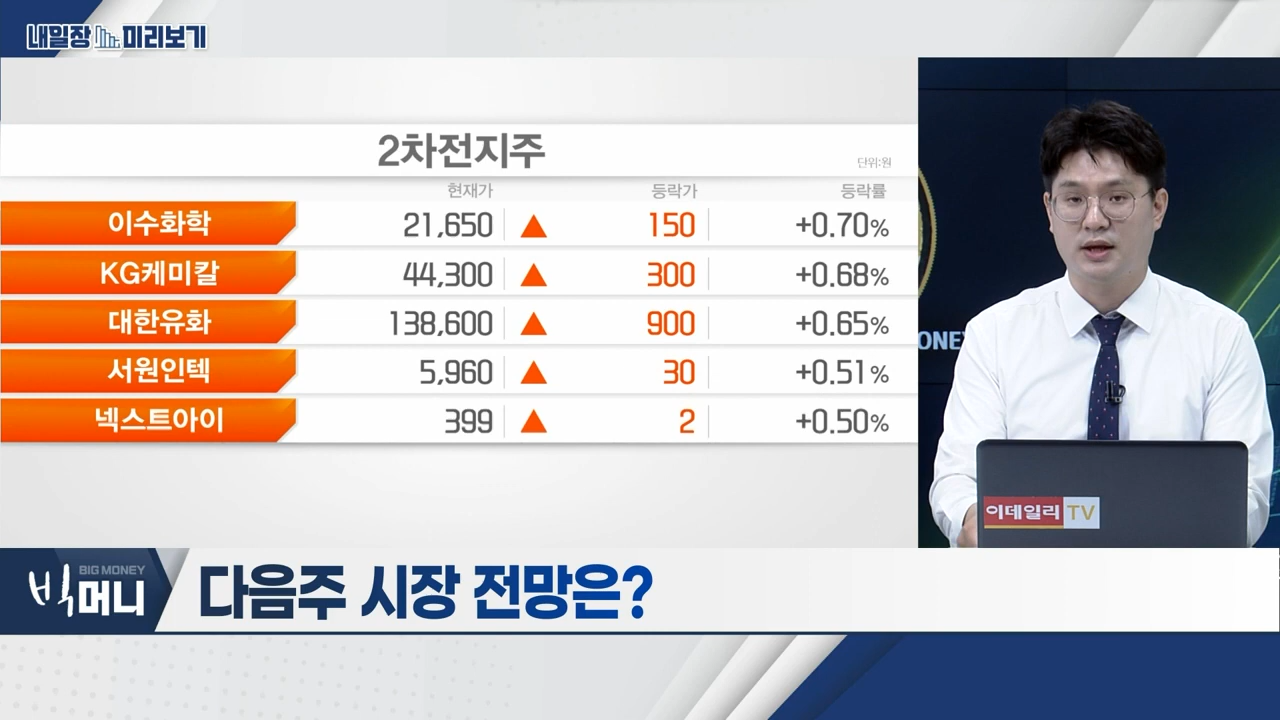 내일장 미리보기
2차전지주
단위:원
현재가 등락가 등락률
이수화학 21,650 ▲ 150 +0.70%
KG케미칼 44,300 ▲ 300 +0.68%
대한유화 138,600 ▲ 900 +0.65%
서원인텍 5,960 ▲ 30 +0.51%
넥스트아이 399 ▲ 2 +0.50%
ONEY
이데일리 TV
BIG MONEY
빅머니
다음주 시장 전망은?